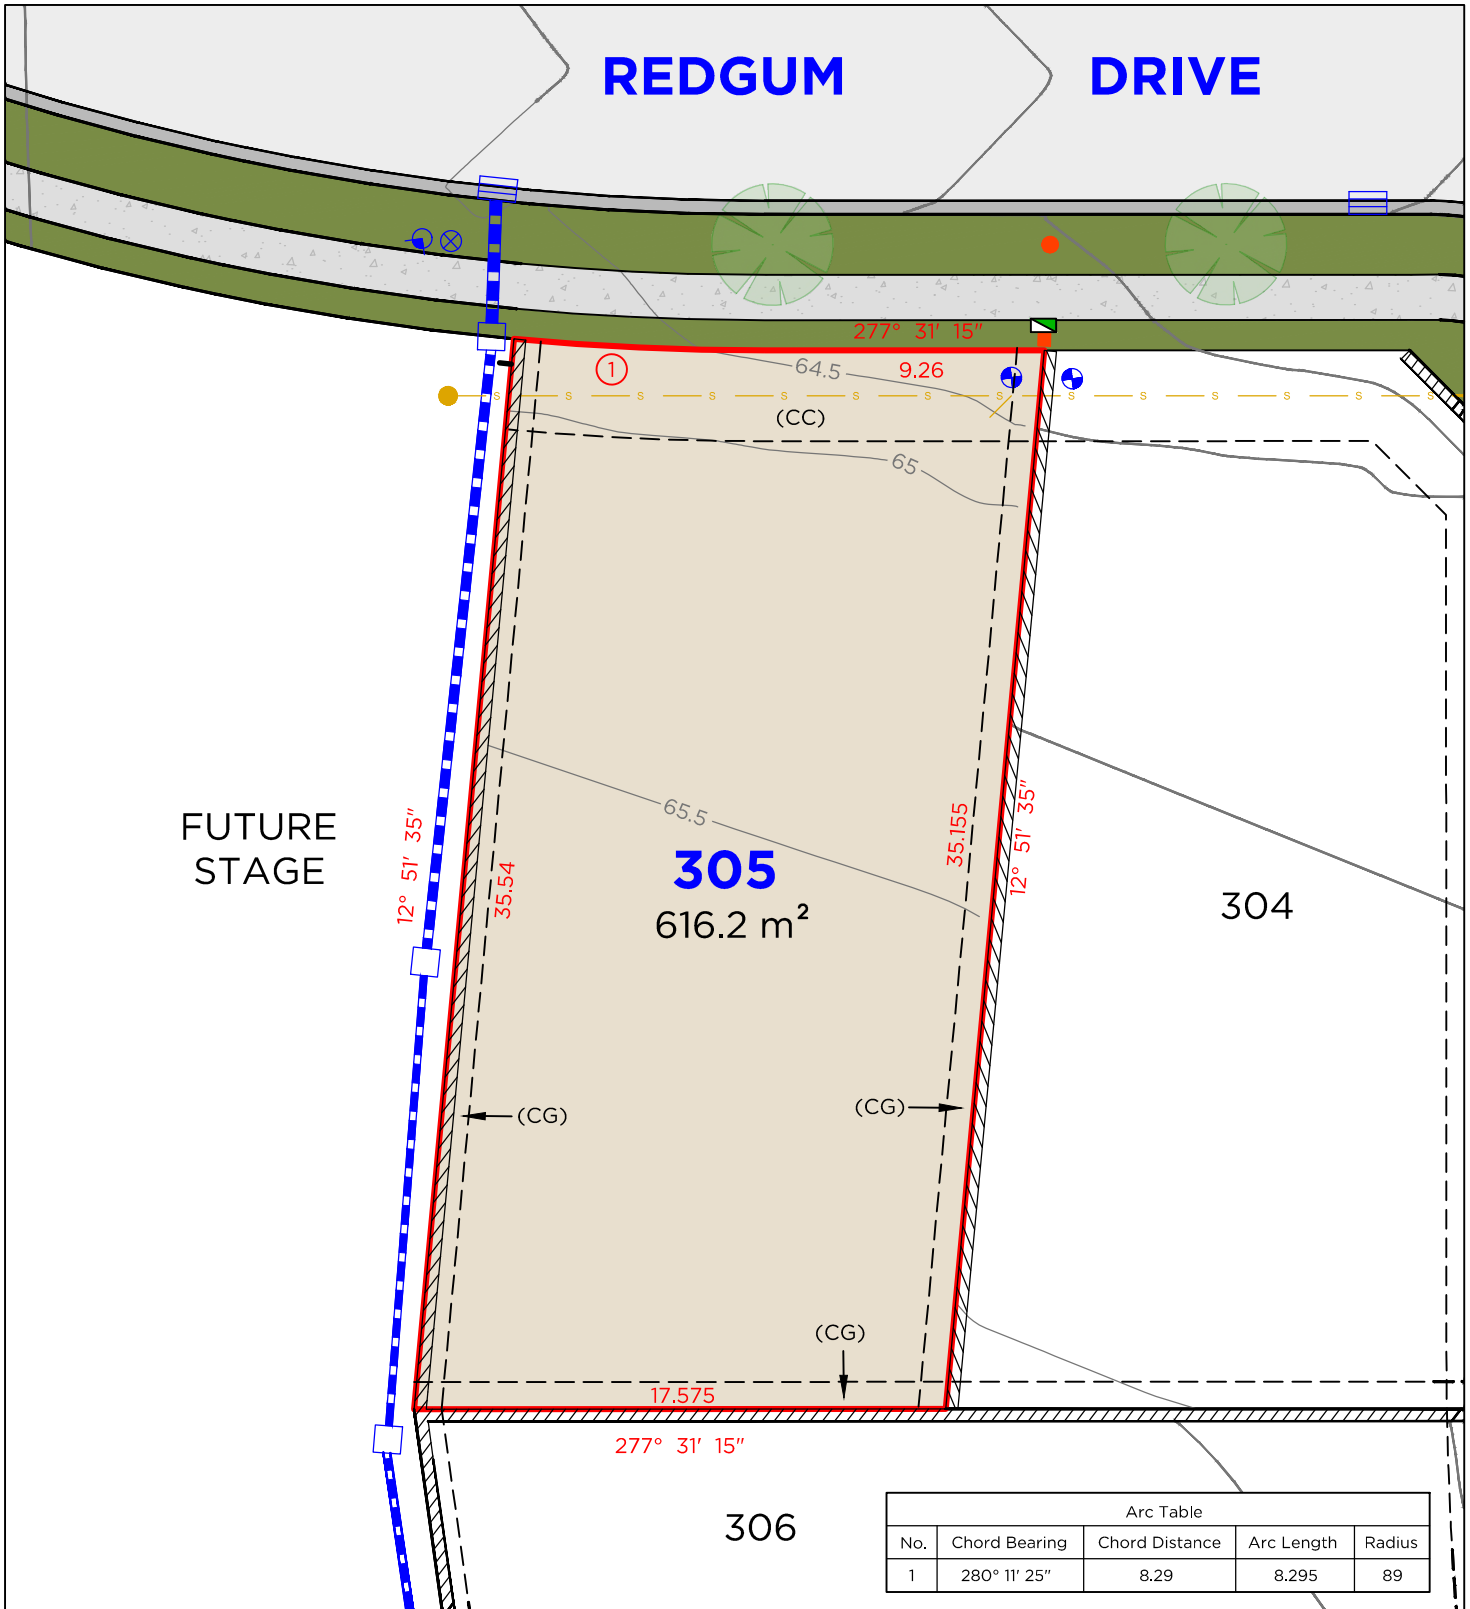 REDGUM DRIVE
277° 31' 15"
1
9.26
64.5
S S S S S S S S S S S S S S
(CC)
65
65.5
FUTURE
STAGE
12° 51' 35"
35.54
305
616.2 m²
35.155
12° 51' 35"
304
(CG)
(CG)
(CG)
17.575
277° 31' 15"
306
Arc Table
No. Chord Bearing Chord Distance Arc Length Radius
1 280° 11' 25" 8.29 8.295 89